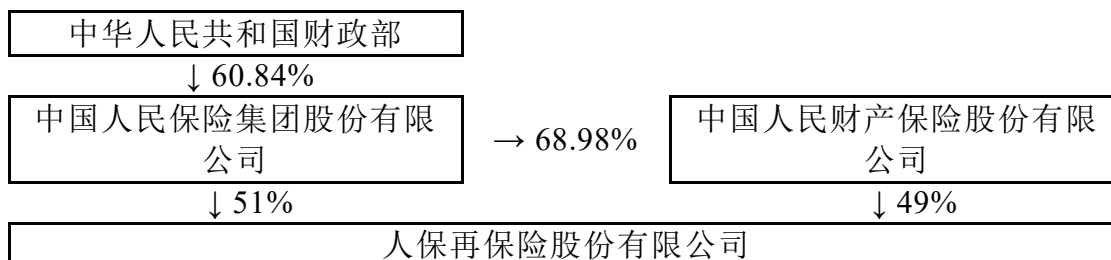 中华人民共和国财政部
↓ 60.84%
中国人民保险集团股份有限
公司
→ 68.98%
中国人民财产保险股份有限
公司
↓ 51%
↓ 49%
人保再保险股份有限公司